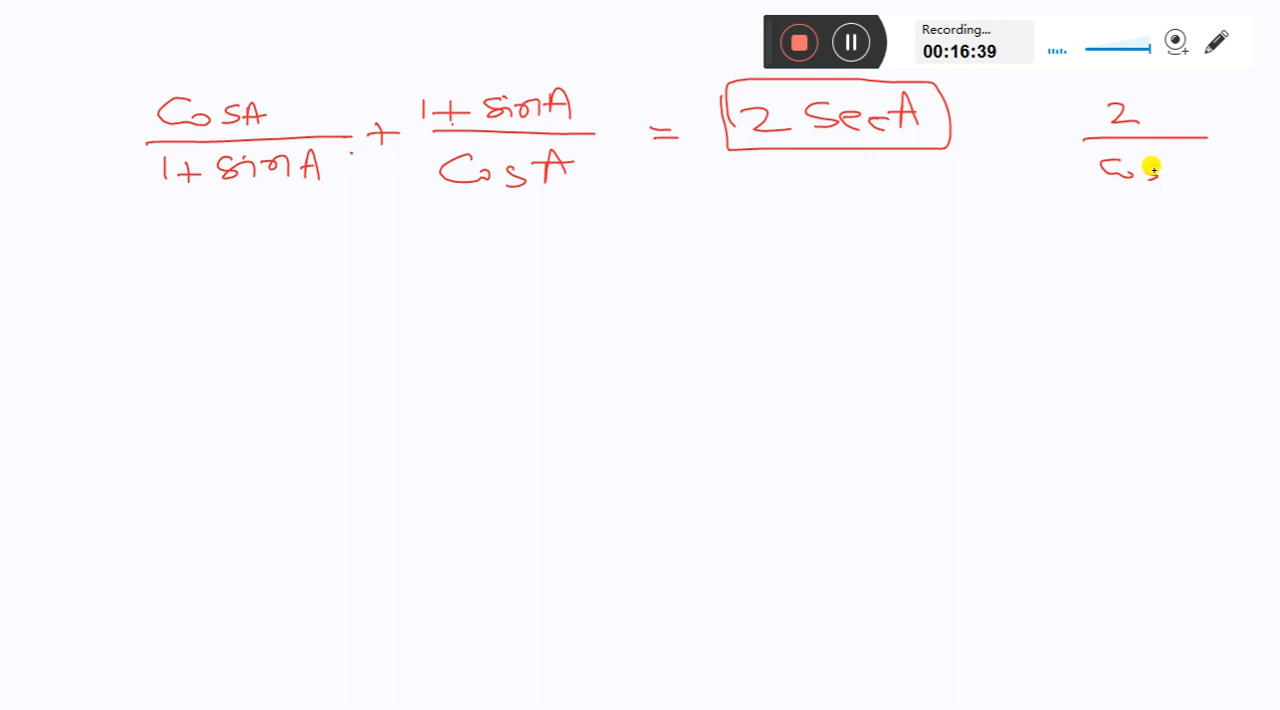 Recording...
00:16:39
CosA / 1 + sinA + 1 + sinA / CosA = 2 SecA
2 / cos